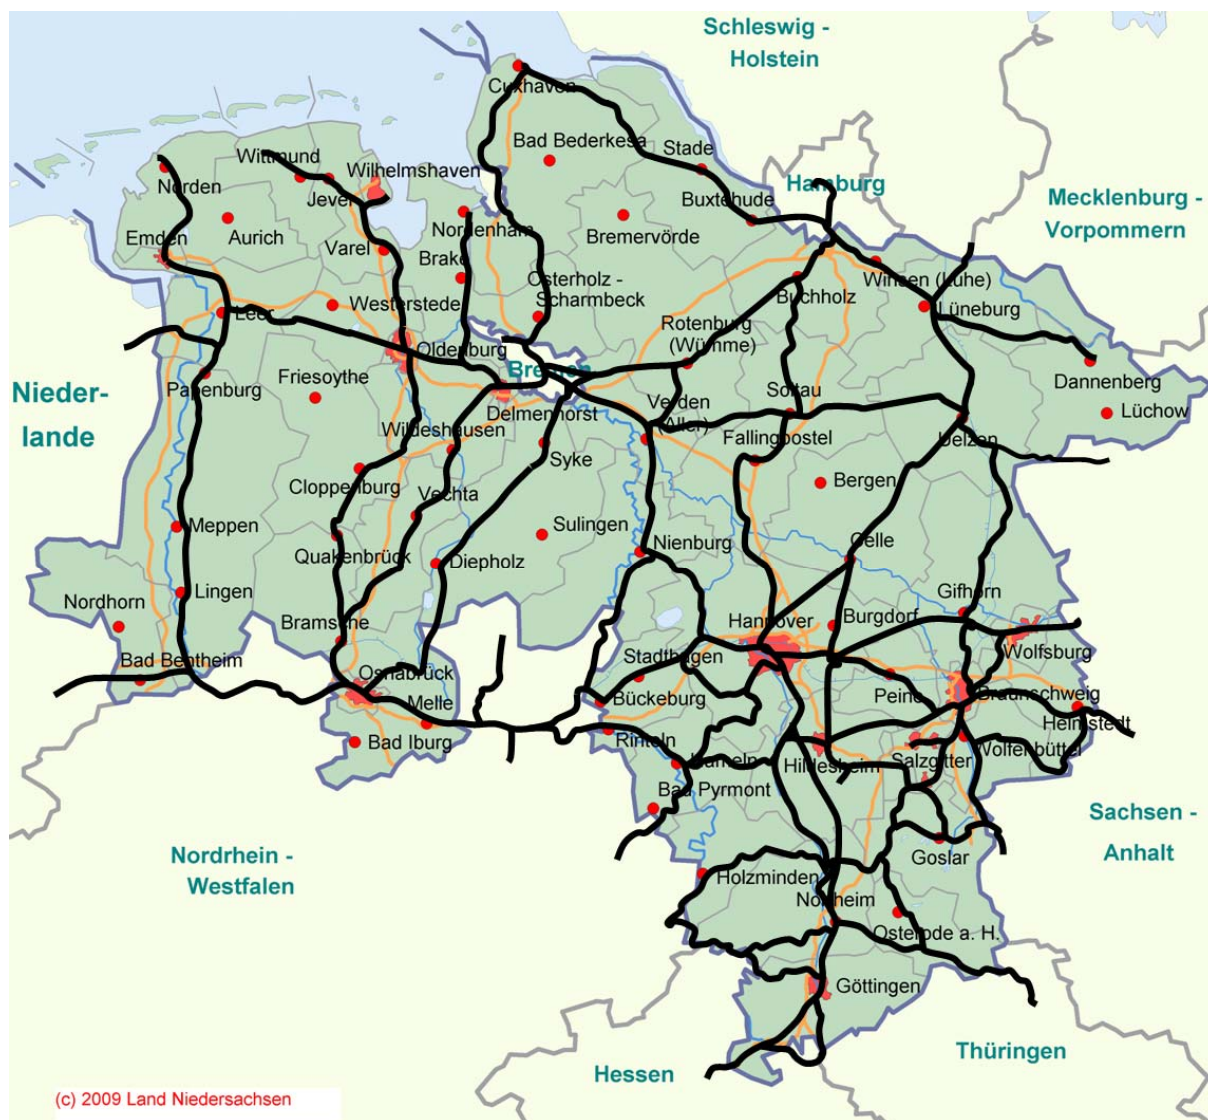 Schleswig -
Holstein
Cuxhaven
Bad Bederkesa
Stade
Wittmund
Wilhelmshaven
Norden
Jever
Hamburg
Buxtehude
Mecklenburg -
Vorpommern
Nordenham
Bremervörde
Emden
Aurich
Varel
Brake
Osterholz -
Scharmbeck
Winsen (Luhe)
Buchholz
Westerstede
Leer
Lüneburg
Rotenburg
(Wümme)
Oldenburg
Bremen
Nieder-
lande
Papenburg
Friesoythe
Dannenberg
Soltau
Delmenhorst
Verden
(Aller)
Lüchow
Wildeshausen
Fallingbostel
Uelzen
Syke
Cloppenburg
Vechta
Bergen
Meppen
Sulingen
Nienburg
Quakenbrück
Diepholz
Celle
Lingen
Gifhorn
Nordhorn
Bramsche
Hannover
Burgdorf
Bad Bentheim
Osnabrück
Stadthagen
Wolfsburg
Melle
Bückeburg
Peine
Braunschweig
Helmstedt
Bad Iburg
Rinteln
Hameln
Hildesheim
Salzgitter
Wolfenbüttel
Bad Pyrmont
Sachsen -
Anhalt
Nordrhein -
Westfalen
Goslar
Holzminden
Northeim
Osterode a. H.
Göttingen
Thüringen
Hessen
(c) 2009 Land Niedersachsen